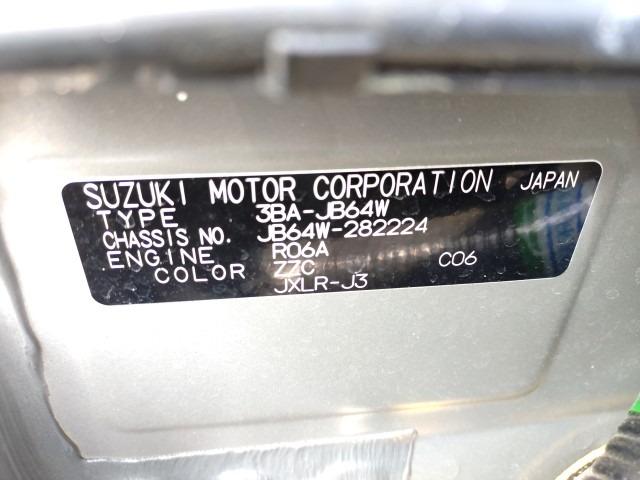 SUZUKI MOTOR CORPORATION JAPAN
TYPE 3BA-JB64W
CHASSIS NO. JB64W-282224
ENGINE R06A
COLOR ZZC C06
JXLR-J3